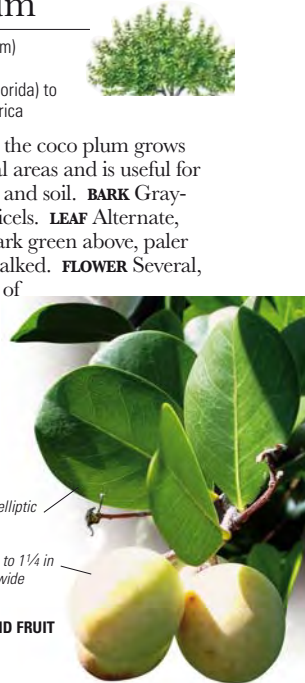 m)
orida) to
rica
the coco plum grows
al areas and is useful for
and soil. BARK Gray-
icels. LEAF Alternate,
ark green above, paler
alked. FLOWER Several,
of
elliptic
to 1¼ in
wide
ND FRUIT